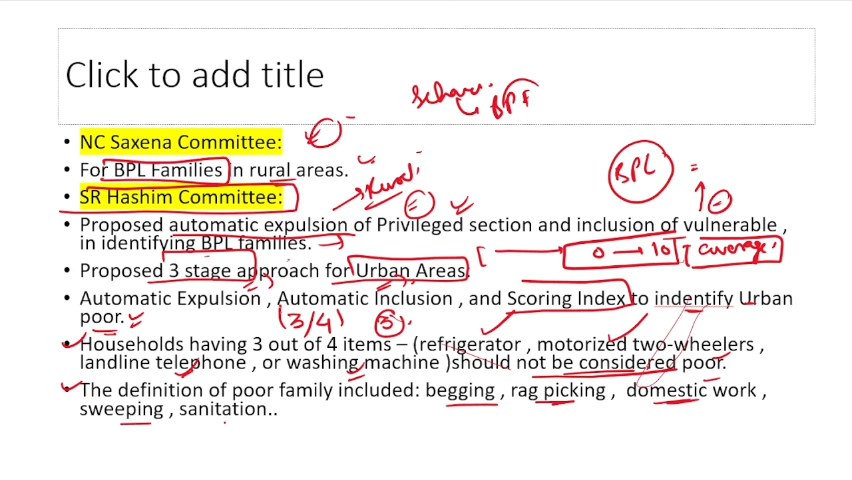 Click to add title
• NC Saxena Committee:
• For BPL Families in rural areas.
Rural
BPL
• SR Hashim Committee:
• Proposed automatic expulsion of Privileged section and inclusion of vulnerable ,
in identifying BPL families.
0 → 10 average
• Proposed 3 stage approach for Urban Areas.
• Automatic Expulsion , Automatic Inclusion , and Scoring Index to indentify Urban
poor.
(3/4) 3
• Households having 3 out of 4 items – (refrigerator , motorized two-wheelers ,
landline telephone , or washing machine )should not be considered poor.
• The definition of poor family included: begging , rag picking , domestic work ,
sweeping , sanitation..